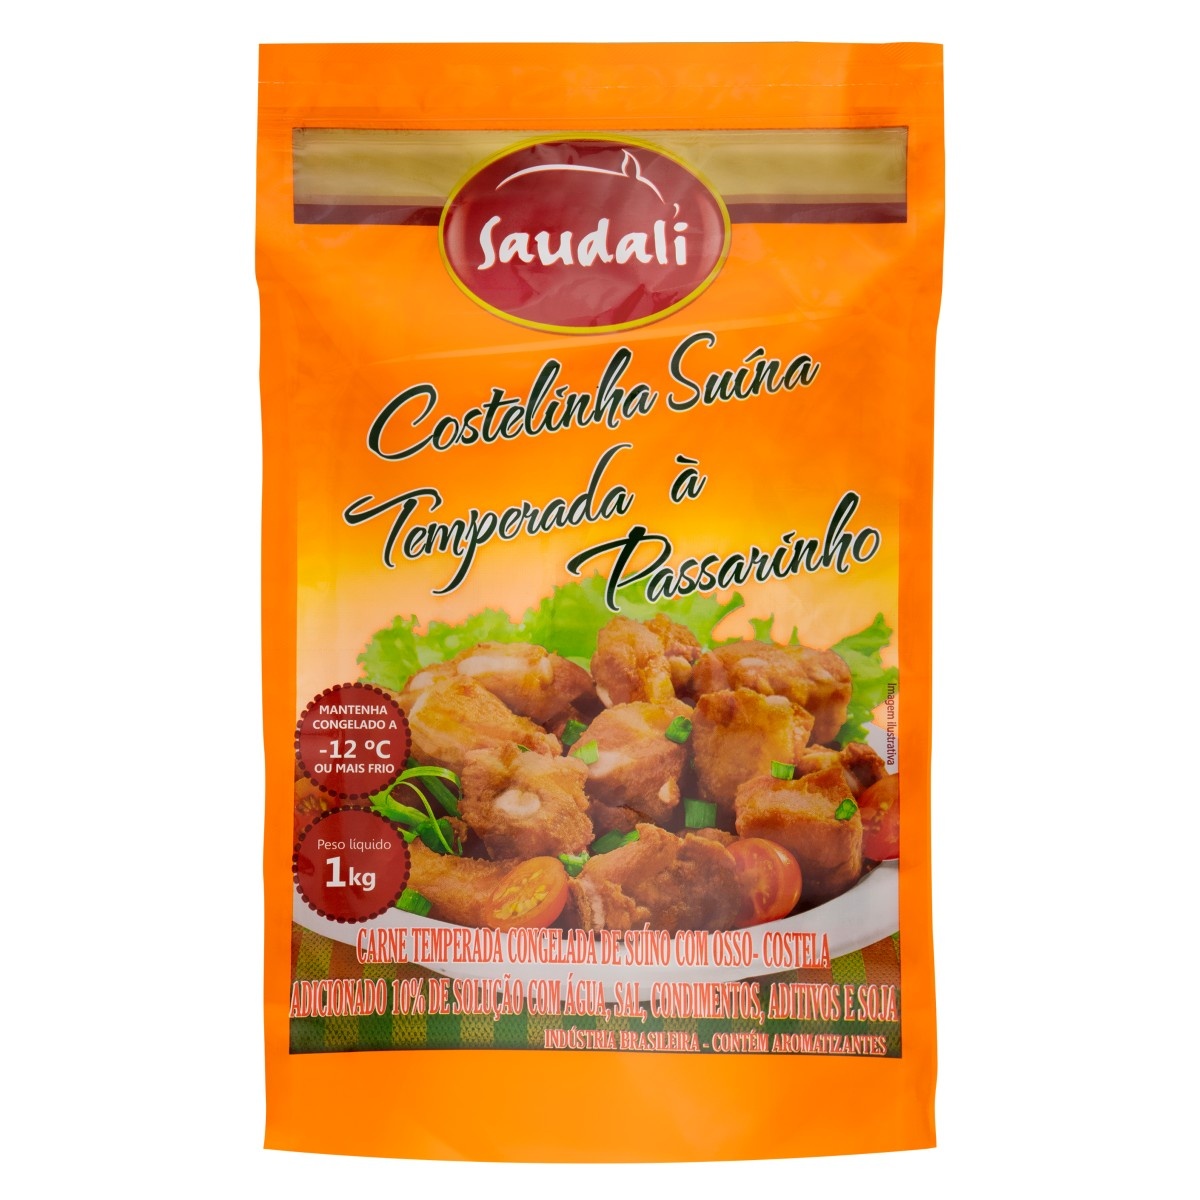 Saudali
Costelinha Suína
Temperada à
Passarinho
Imagem ilustrativa
MANTENHA
CONGELADO A
-12 ºC
OU MAIS FRIO
Peso líquido
1kg
CARNE TEMPERADA CONGELADA DE SUÍNO COM OSSO- COSTELA
ADICIONADO 10% DE SOLUÇÃO COM ÁGUA, SAL, CONDIMENTOS, ADITIVOS E SOJA
INDÚSTRIA BRASILEIRA - CONTÉM AROMATIZANTES